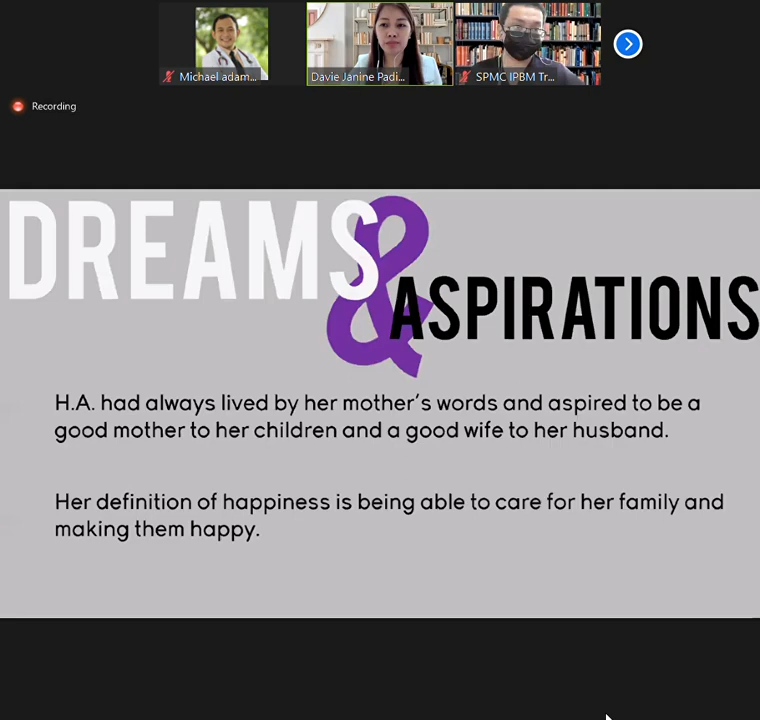 Michael adam...
Davie Janine Padi...
SPMC IPBM Tr...
Recording
DREAMS
&
ASPIRATIONS
H.A. had always lived by her mother's words and aspired to be a
good mother to her children and a good wife to her husband.
Her definition of happiness is being able to care for her family and
making them happy.